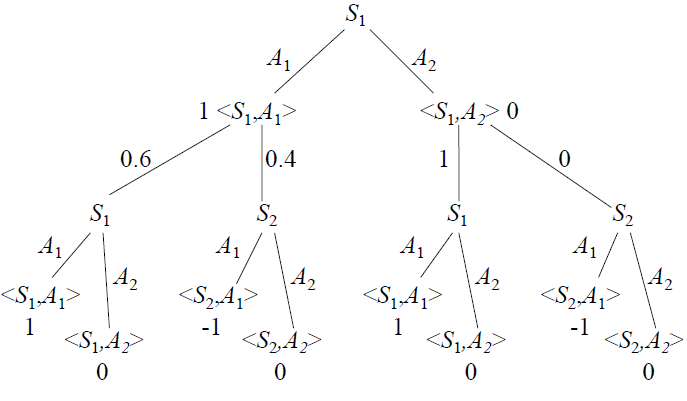 S1
A1 A2
1 <S1,A1> <S1,A2> 0
0.6 0.4 1 0
S1 S2 S1 S2
A1 A2 A1 A2 A1 A2 A1 A2
<S1,A1> <S2,A1> <S1,A1> <S2,A1>
1 -1 1 -1
<S1,A2> <S2,A2> <S1,A2> <S2,A2>
0 0 0 0